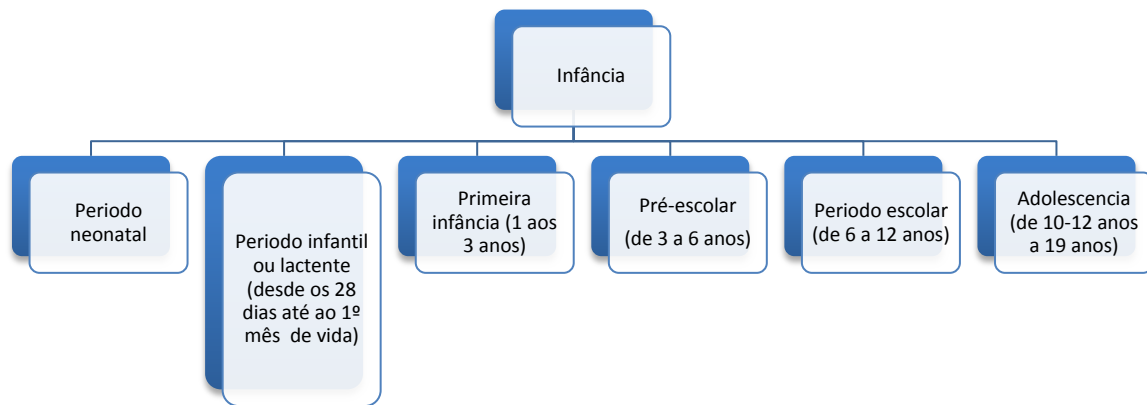 Infância
Periodo
neonatal
Periodo infantil
ou lactente
(desde os 28
dias até ao 1º
mês de vida)
Primeira
infância (1 aos
3 anos)
Pré-escolar
(de 3 a 6 anos)
Periodo escolar
(de 6 a 12 anos)
Adolescencia
(de 10-12 anos
a 19 anos)